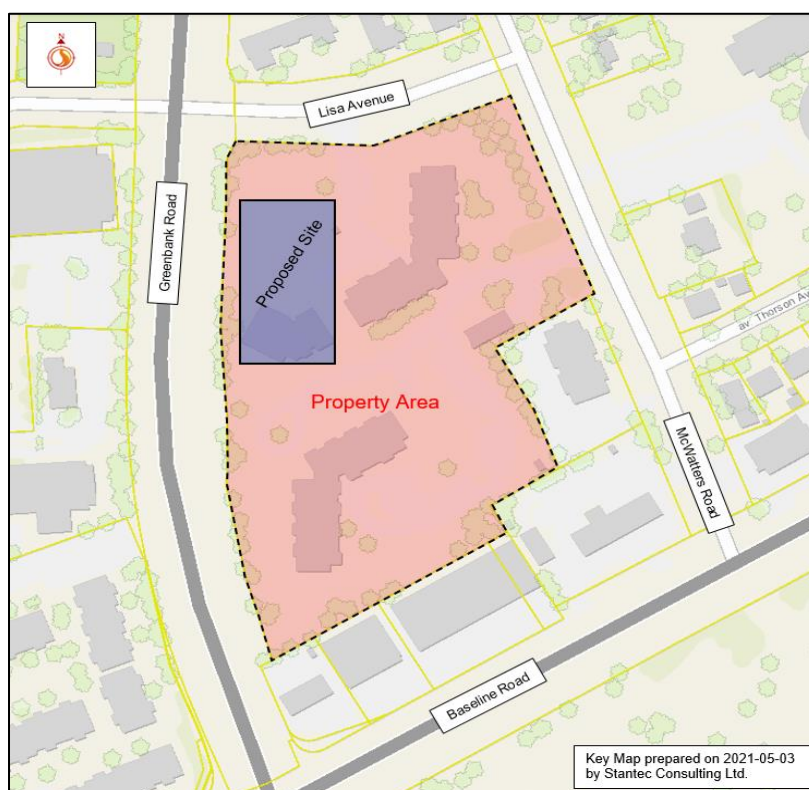 N
Lisa Avenue
Greenbank Road
Proposed Site
av Thorson Av
Property Area
McWatters Road
Baseline Road
Key Map prepared on 2021-05-03
by Stantec Consulting Ltd.